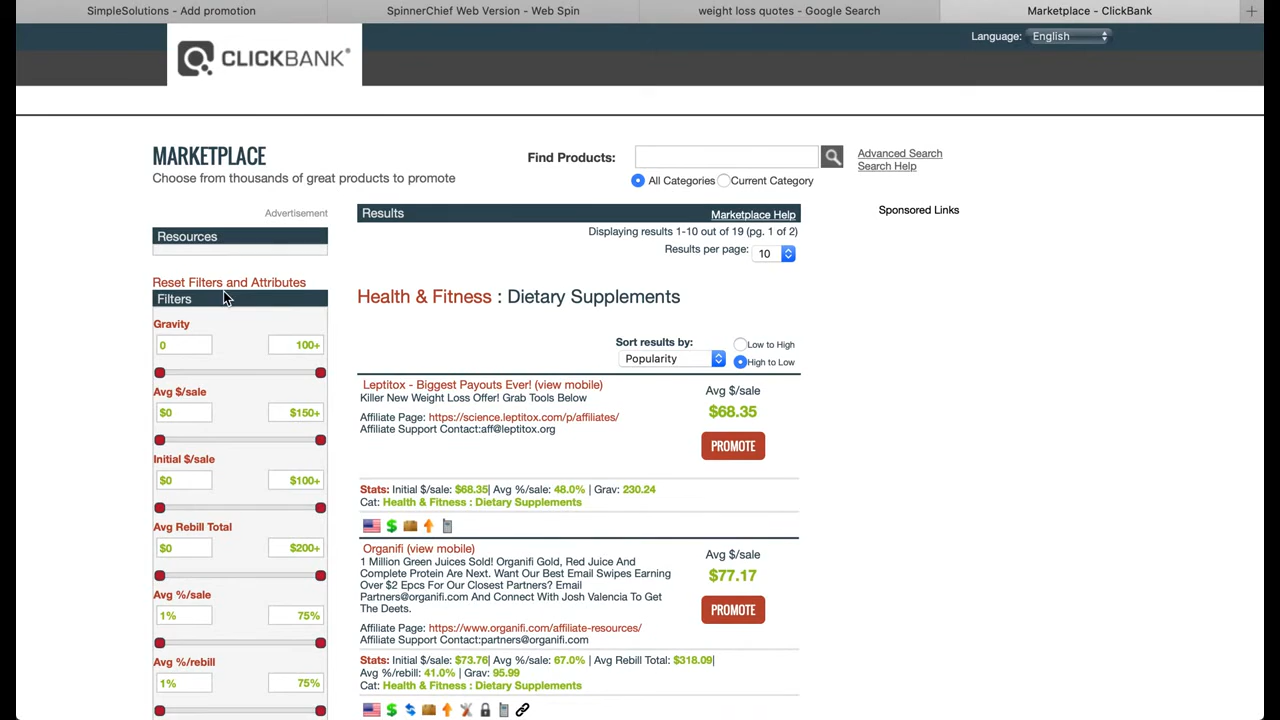 SimpleSolutions - Add promotion
SpinnerChief Web Version - Web Spin
weight loss quotes - Google Search
Marketplace - ClickBank
Language: English
CLICKBANK®
MARKETPLACE
Choose from thousands of great products to promote
Find Products:
Advanced Search
Search Help
All Categories Current Category
Advertisement
Resources
Reset Filters and Attributes
Filters
Gravity
0 100+
Avg $/sale
$0 $150+
Initial $/sale
$0 $100+
Avg Rebill Total
$0 $200+
Avg %/sale
1% 75%
Avg %/rebill
1% 75%
Results Marketplace Help
Displaying results 1-10 out of 19 (pg. 1 of 2)
Results per page: 10
Health & Fitness : Dietary Supplements
Sort results by:
Popularity
Low to High
High to Low
Leptitox - Biggest Payouts Ever! (view mobile)
Killer New Weight Loss Offer! Grab Tools Below
Affiliate Page: https://science.leptitox.com/p/affiliates/
Affiliate Support Contact:aff@leptitox.org
Avg $/sale
$68.35
PROMOTE
Stats: Initial $/sale: $68.35| Avg %/sale: 48.0% | Grav: 230.24
Cat: Health & Fitness : Dietary Supplements
Organifi (view mobile)
1 Million Green Juices Sold! Organifi Gold, Red Juice And
Complete Protein Are Next. Want Our Best Email Swipes Earning
Over $2 Epcs For Our Closest Partners? Email
Partners@organifi.com And Connect With Josh Valencia To Get
The Deets.
Affiliate Page: https://www.organifi.com/affiliate-resources/
Affiliate Support Contact:partners@organifi.com
Avg $/sale
$77.17
PROMOTE
Stats: Initial $/sale: $73.76| Avg %/sale: 67.0% | Avg Rebill Total: $318.09|
Avg %/rebill: 41.0% | Grav: 95.99
Cat: Health & Fitness : Dietary Supplements
Sponsored Links